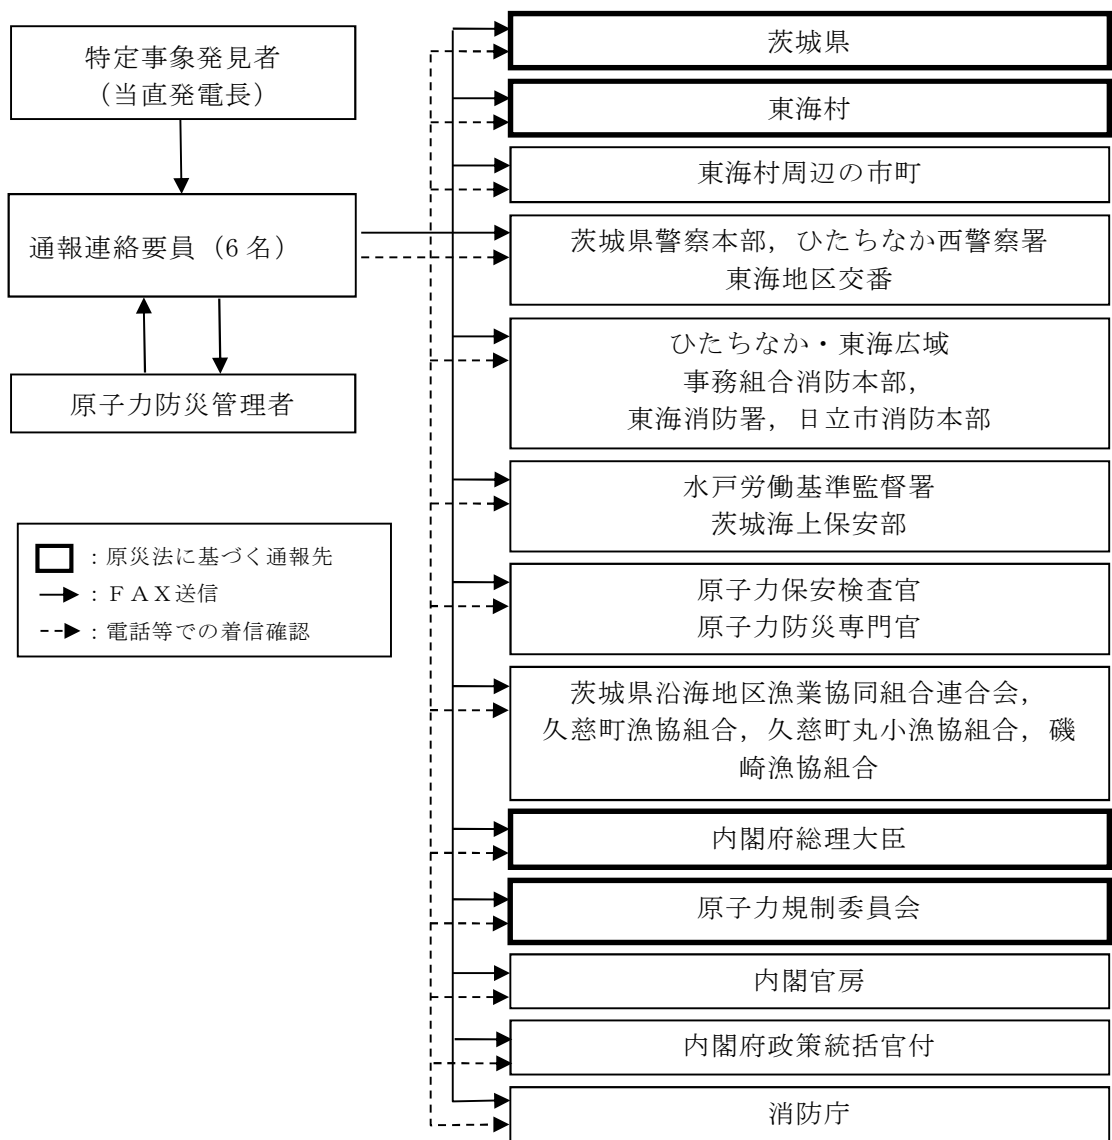 特定事象発見者
（当直発電長）
通報連絡要員（6名）
原子力防災管理者
：原災法に基づく通報先
：ＦＡＸ送信
：電話等での着信確認
茨城県
東海村
東海村周辺の市町
茨城県警察本部，ひたちなか西警察署
東海地区交番
ひたちなか・東海広域
事務組合消防本部，
東海消防署，日立市消防本部
水戸労働基準監督署
茨城海上保安部
原子力保安検査官
原子力防災専門官
茨城県沿海地区漁業協同組合連合会，
久慈町漁協組合，久慈町丸小漁協組合，磯
崎漁協組合
内閣府総理大臣
原子力規制委員会
内閣官房
内閣府政策統括官付
消防庁